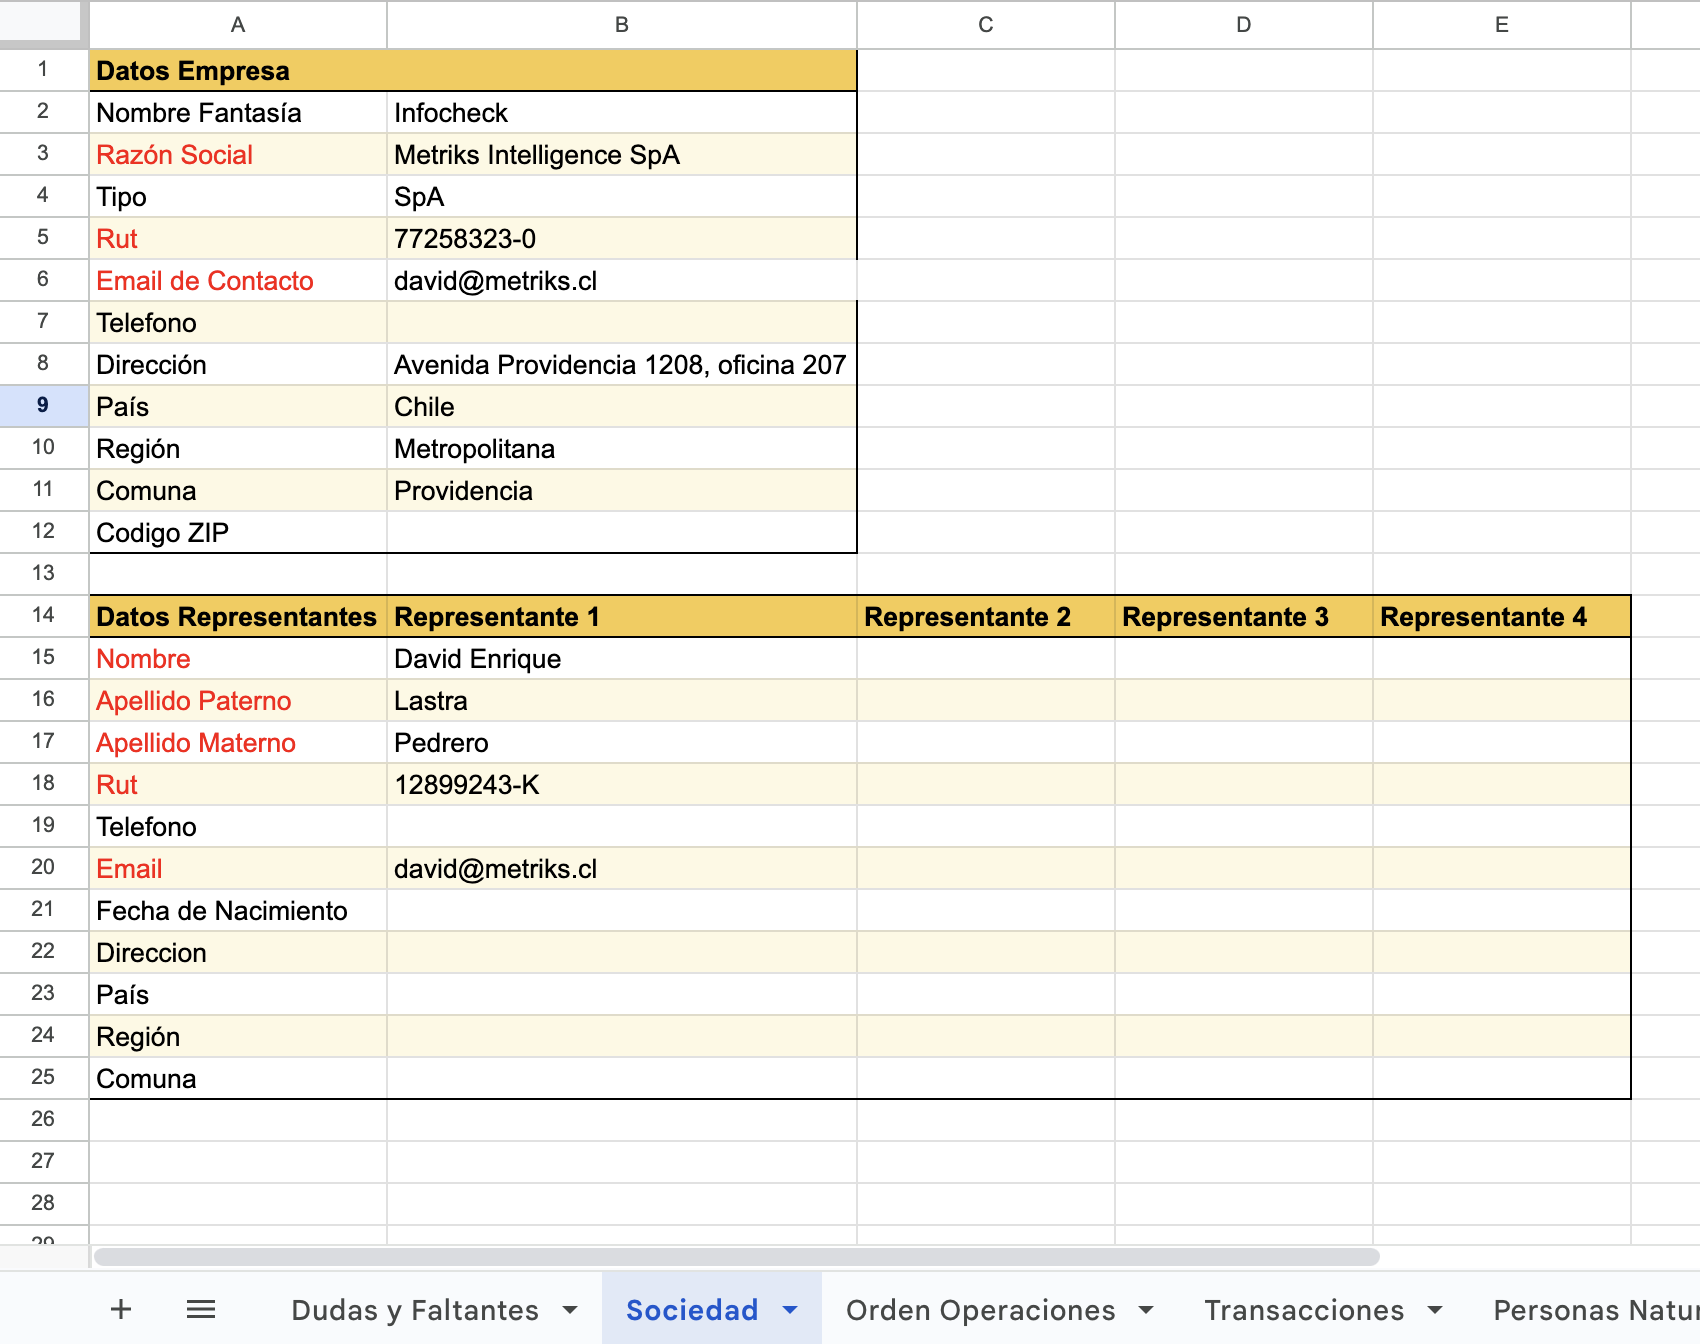 A B C D E
1 Datos Empresa
2 Nombre Fantasía Infocheck
3 Razón Social Metriks Intelligence SpA
4 Tipo SpA
5 Rut 77258323-0
6 Email de Contacto david@metriks.cl
7 Telefono
8 Dirección Avenida Providencia 1208, oficina 207
9 País Chile
10 Región Metropolitana
11 Comuna Providencia
12 Codigo ZIP
13
14 Datos Representantes Representante 1 Representante 2 Representante 3 Representante 4
15 Nombre David Enrique
16 Apellido Paterno Lastra
17 Apellido Materno Pedrero
18 Rut 12899243-K
19 Telefono
20 Email david@metriks.cl
21 Fecha de Nacimiento
22 Direccion
23 País
24 Región
25 Comuna
26
27
28
29
Dudas y Faltantes Sociedad Orden Operaciones Transacciones Personas Natur